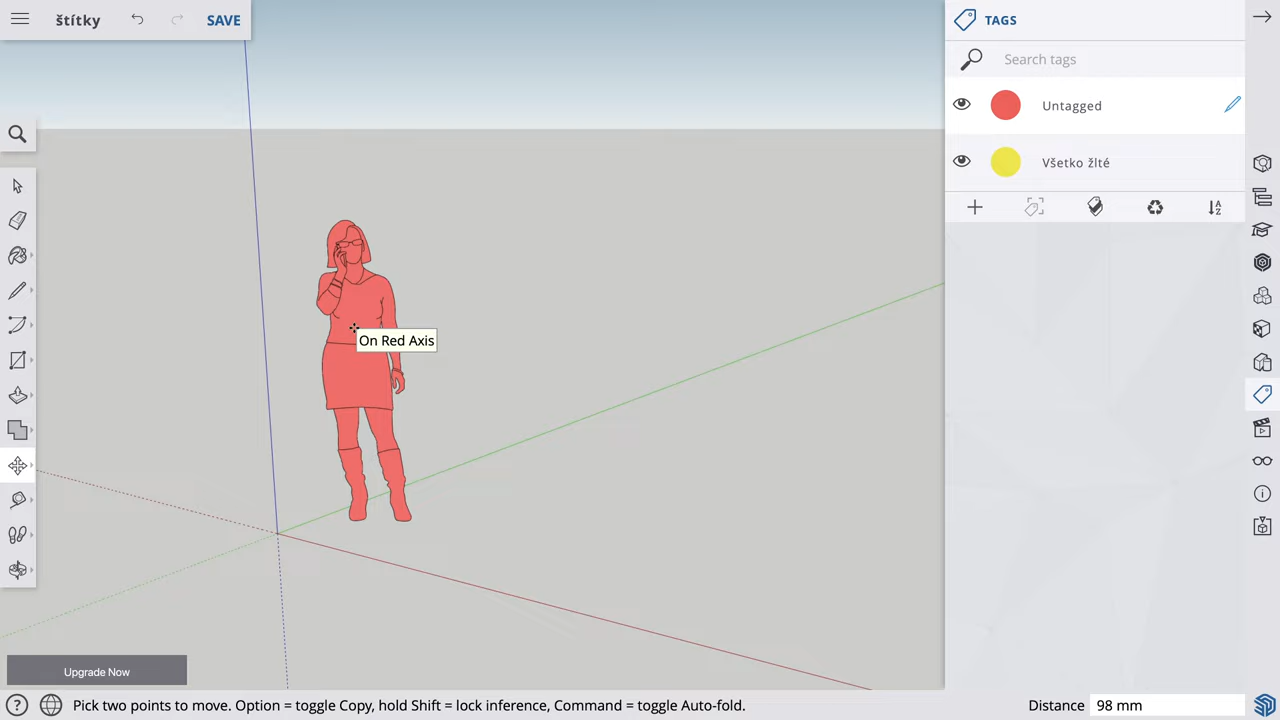 štítky SAVE
TAGS
Search tags
Untagged
Všetko žlté
On Red Axis
Upgrade Now
Pick two points to move. Option = toggle Copy, hold Shift = lock inference, Command = toggle Auto-fold.
Distance 98 mm